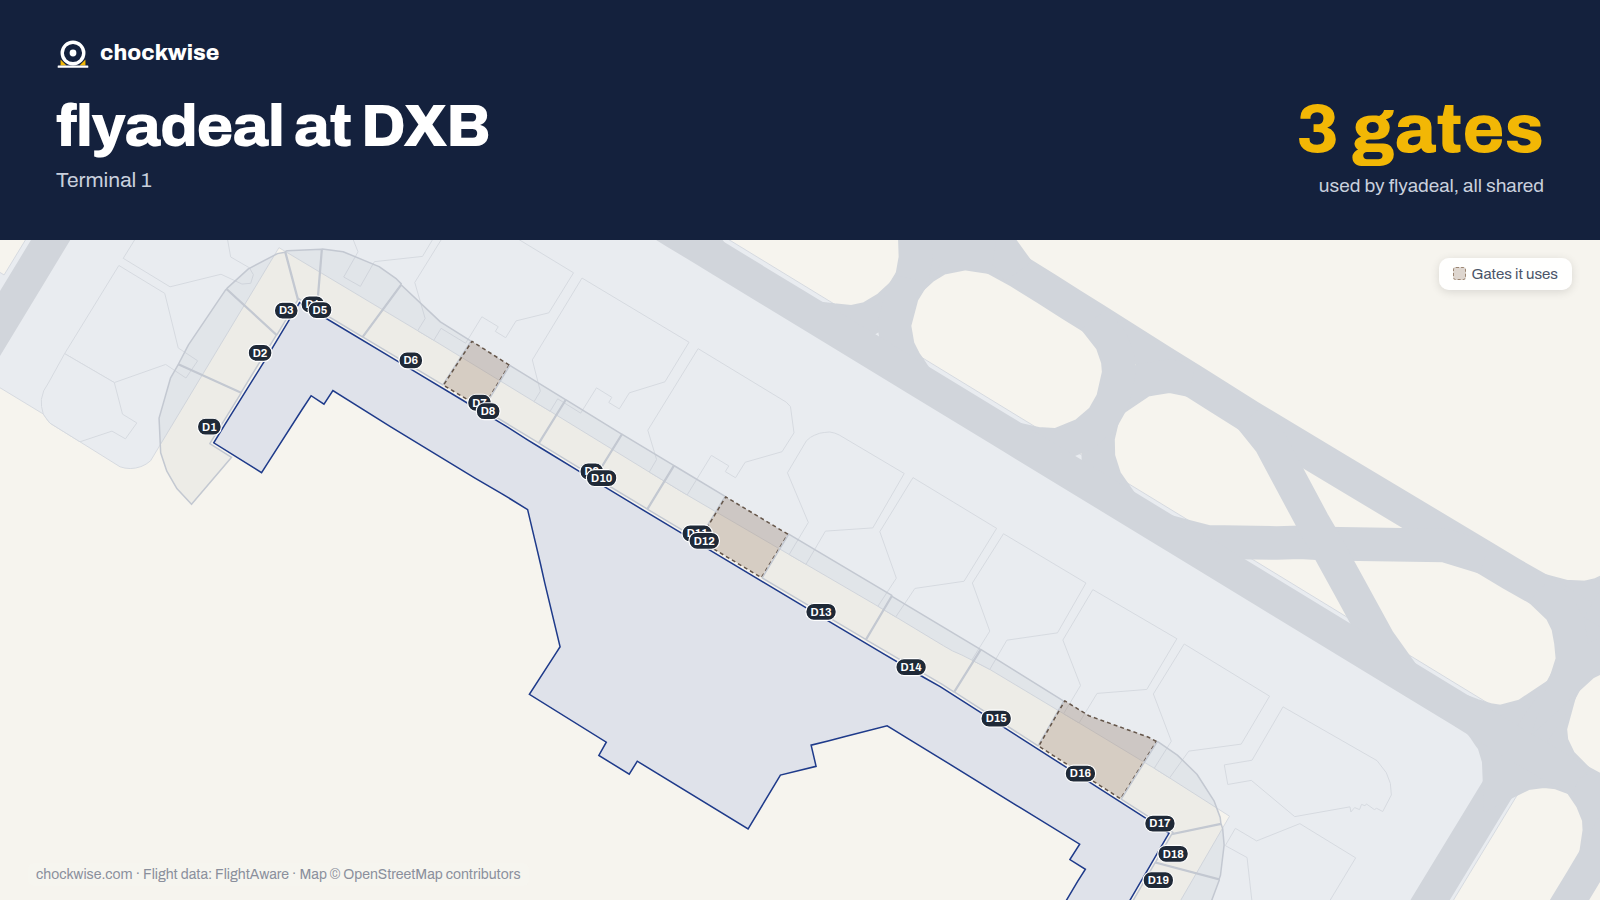 chockwise
flyadeal at DXB
Terminal 1
3 gates
used by flyadeal, all shared
Gates it uses
D3
D5
D2
D6
D8
D1
D10
D12
D13
D14
D15
D16
D17
D18
D19
chockwise.com · Flight data: FlightAware · Map © OpenStreetMap contributors